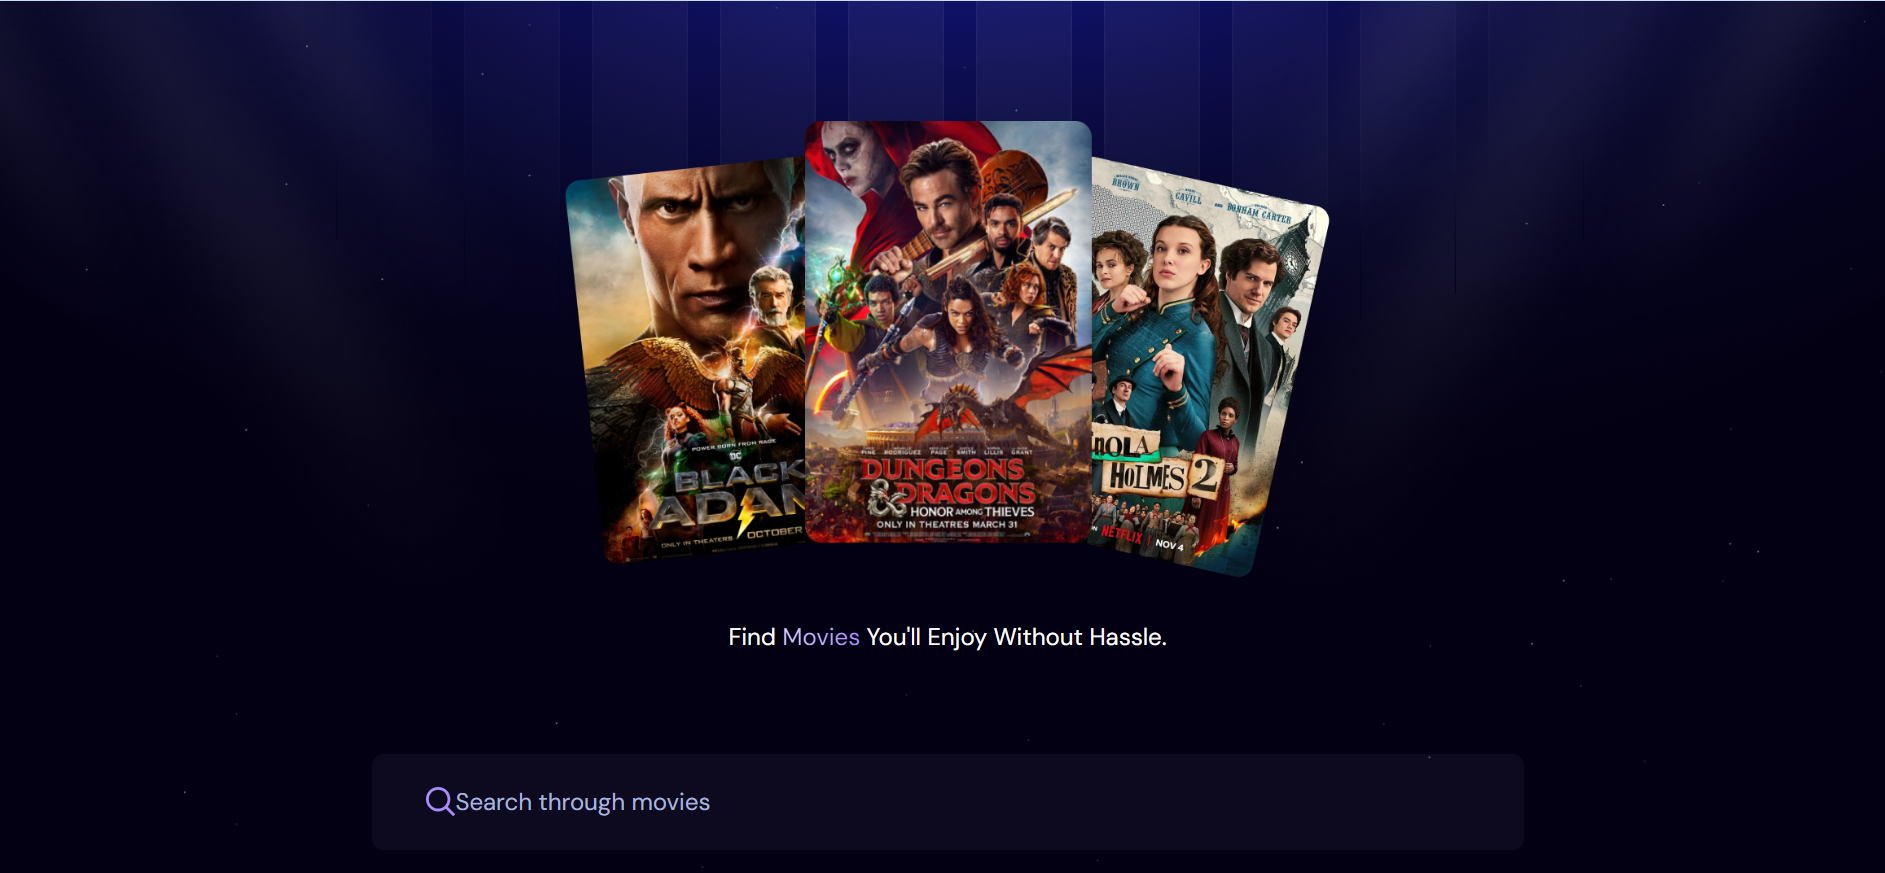 POWER BORN FROM RAGE
DC
BLACK
ADAM
ONLY IN THEATERS OCTOBER
PINE RODRIGUEZ PAGE SMITH LILLIS GRANT
DUNGEONS
& DRAGONS
HONOR AMONG THIEVES
ONLY IN THEATRES MARCH 31
BROWN
CAVILL
AND BONHAM CARTER
NOLA
HOLMES 2
ON NETFLIX | NOV 4
Find Movies You'll Enjoy Without Hassle.
Search through movies